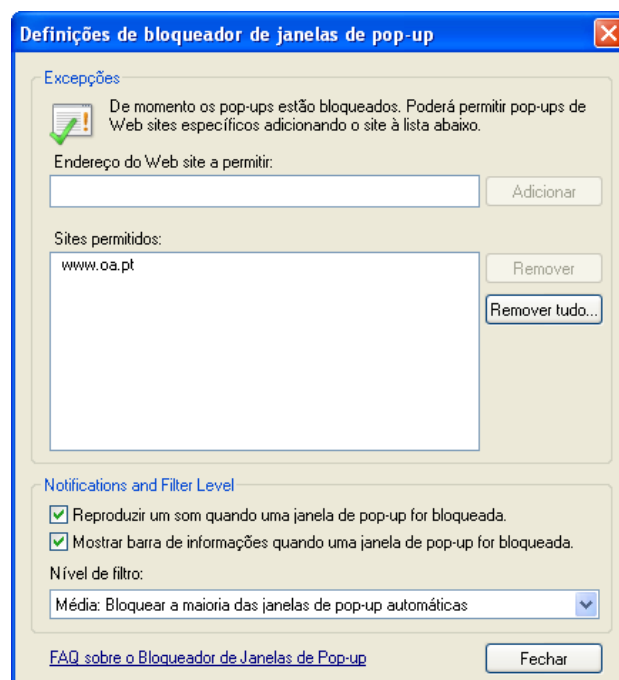 Definições de bloqueador de janelas de pop-up
Excepções
De momento os pop-ups estão bloqueados. Poderá permitir pop-ups de
Web sites específicos adicionando o site à lista abaixo.
Endereço do Web site a permitir:
Adicionar
Sites permitidos:
www.oa.pt
Remover
Remover tudo...
Notifications and Filter Level
Reproduzir um som quando uma janela de pop-up for bloqueada.
Mostrar barra de informações quando uma janela de pop-up for bloqueada.
Nível de filtro:
Média: Bloquear a maioria das janelas de pop-up automáticas
FAQ sobre o Bloqueador de Janelas de Pop-up
Fechar